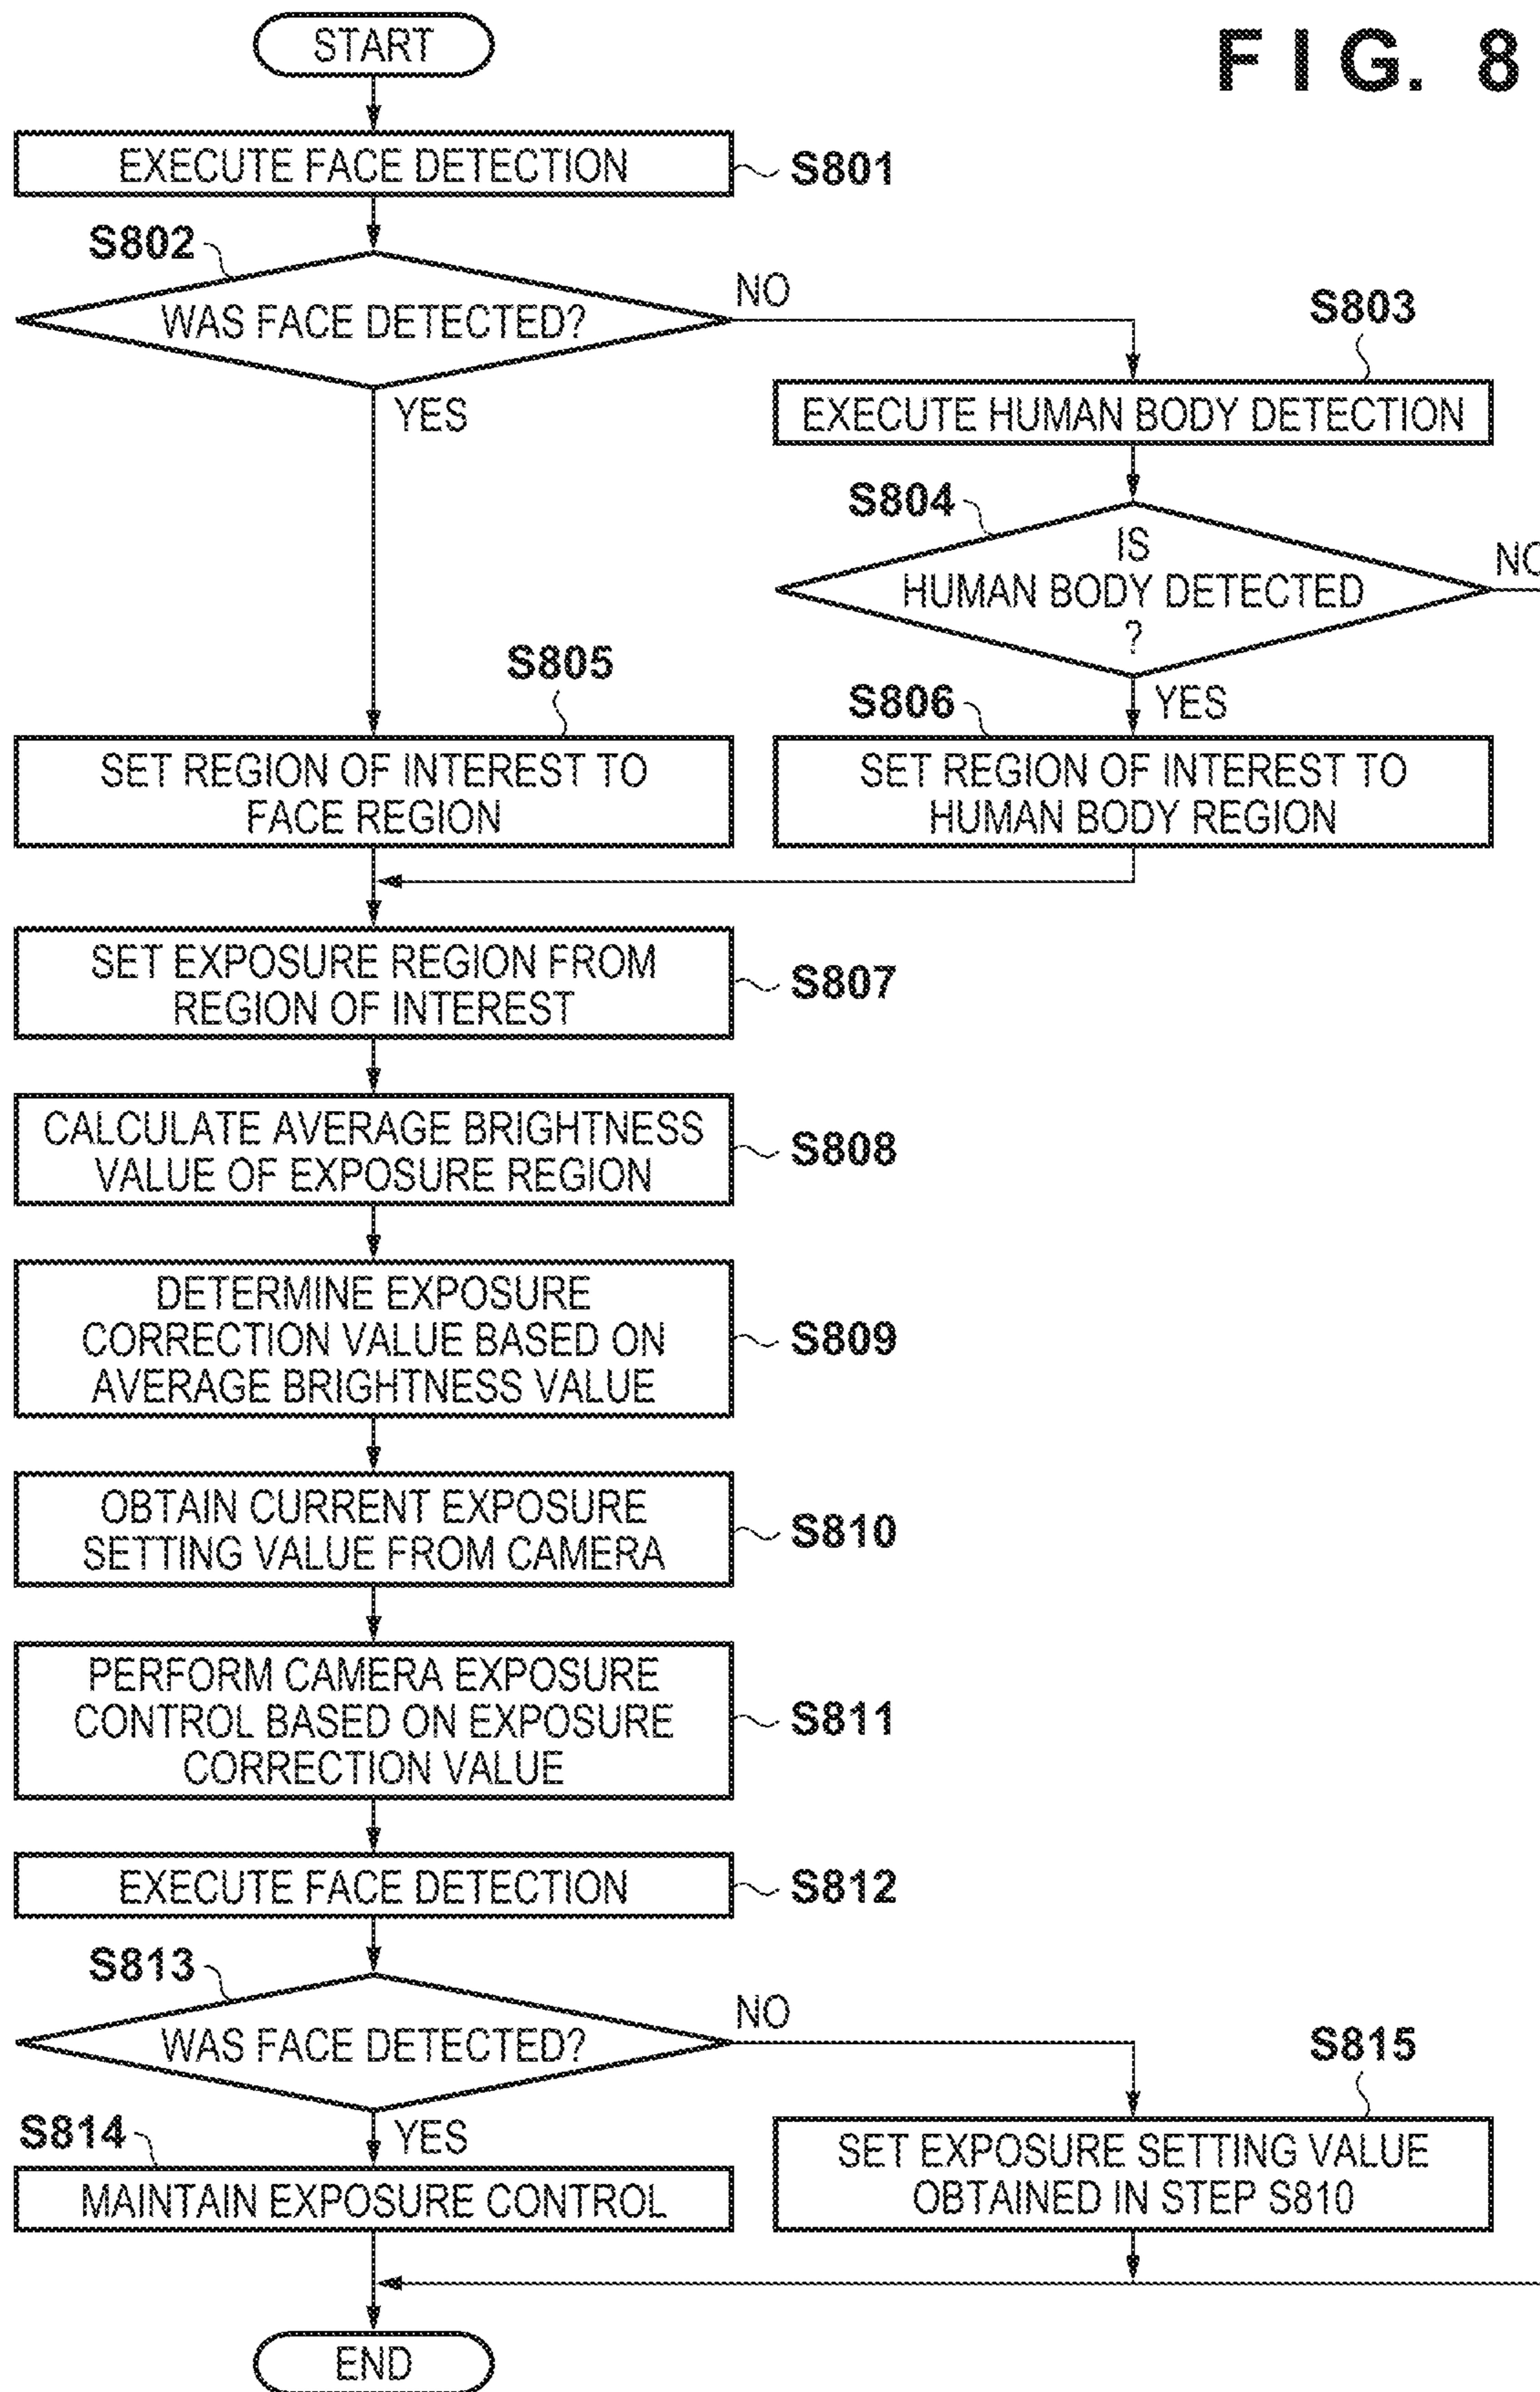 FIG. 8
START
EXECUTE FACE DETECTION
S801
S802
WAS FACE DETECTED?
NO
YES
S803
EXECUTE HUMAN BODY DETECTION
S804
IS
HUMAN BODY DETECTED
?
NO
YES
S805
SET REGION OF INTEREST TO
FACE REGION
S806
SET REGION OF INTEREST TO
HUMAN BODY REGION
SET EXPOSURE REGION FROM
REGION OF INTEREST
S807
CALCULATE AVERAGE BRIGHTNESS
VALUE OF EXPOSURE REGION
S808
DETERMINE EXPOSURE
CORRECTION VALUE BASED ON
AVERAGE BRIGHTNESS VALUE
S809
OBTAIN CURRENT EXPOSURE
SETTING VALUE FROM CAMERA
S810
PERFORM CAMERA EXPOSURE
CONTROL BASED ON EXPOSURE
CORRECTION VALUE
S811
EXECUTE FACE DETECTION
S812
S813
WAS FACE DETECTED?
NO
YES
S814
MAINTAIN EXPOSURE CONTROL
S815
SET EXPOSURE SETTING VALUE
OBTAINED IN STEP S810
END